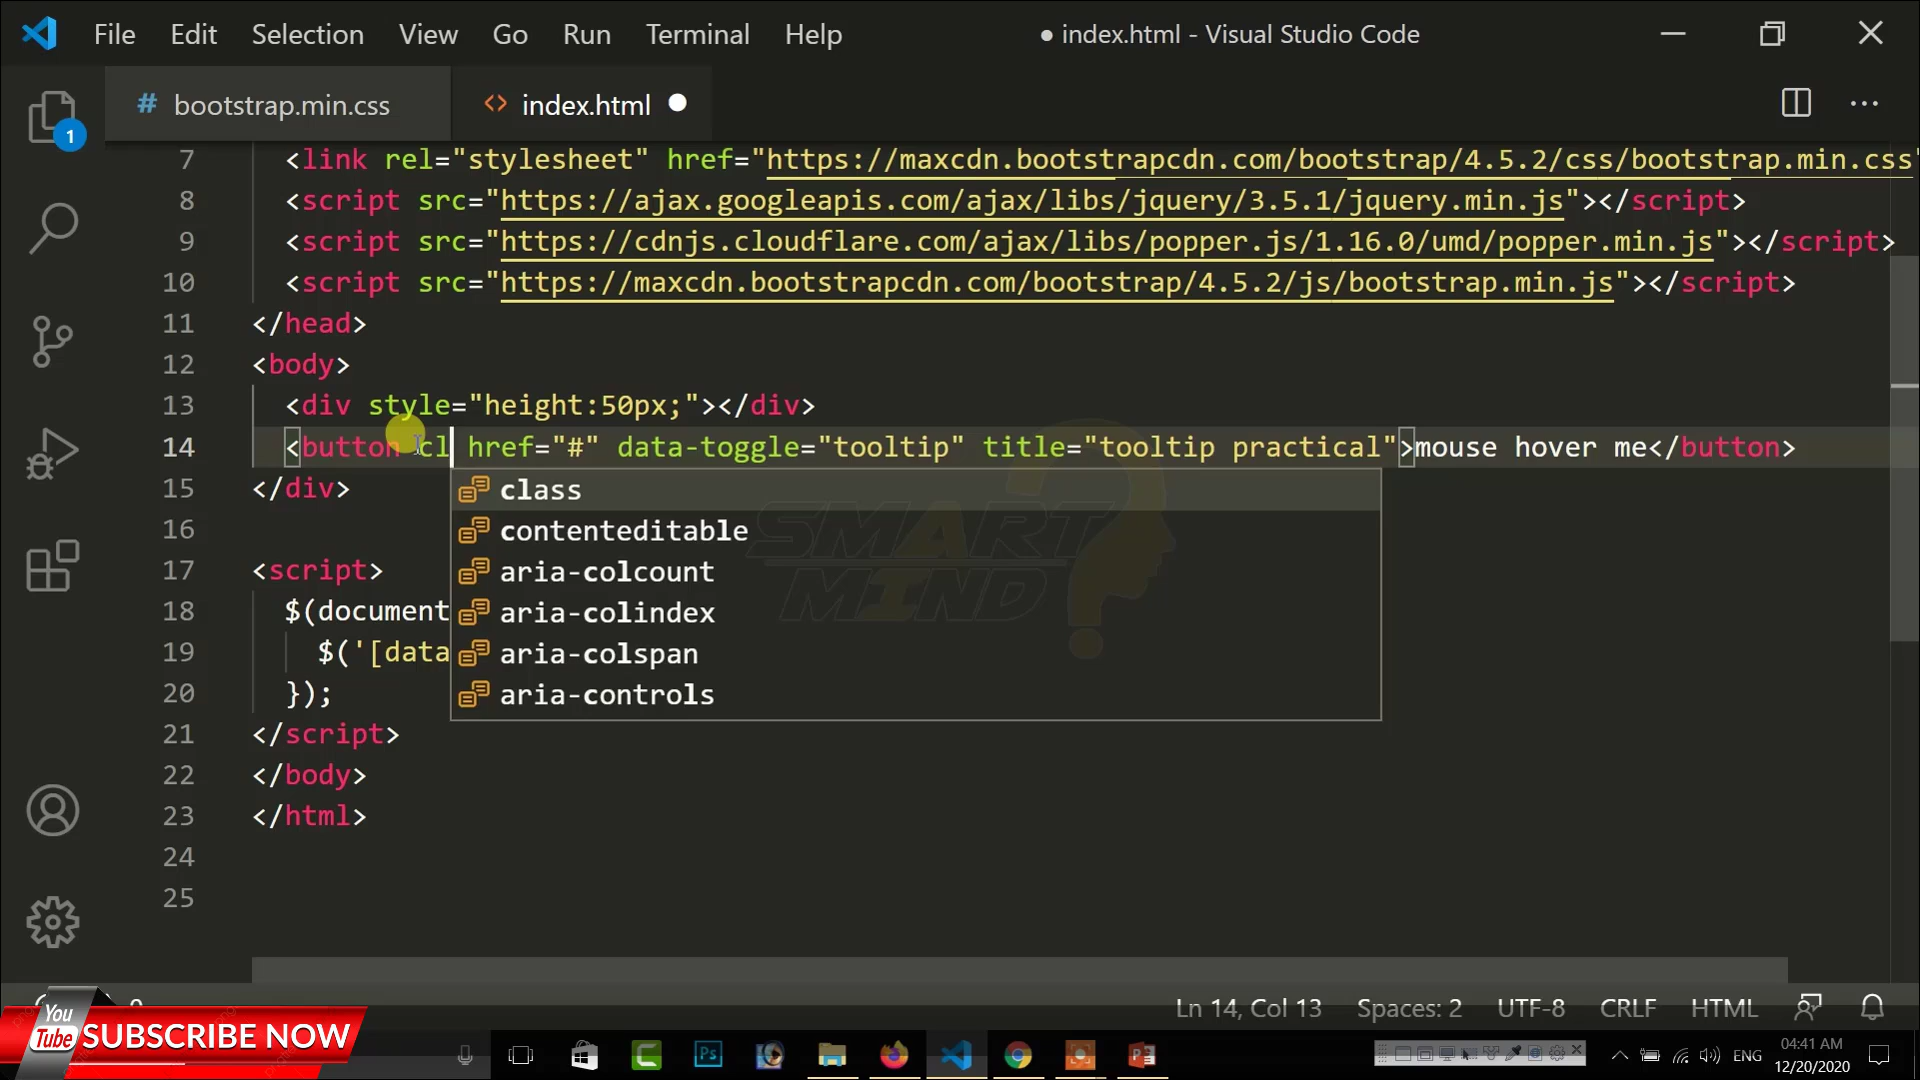 File Edit Selection View Go Run Terminal Help ● index.html - Visual Studio Code
# bootstrap.min.css <> index.html ●
1
7 <link rel="stylesheet" href="https://maxcdn.bootstrapcdn.com/bootstrap/4.5.2/css/bootstrap.min.css"
8 <script src="https://ajax.googleapis.com/ajax/libs/jquery/3.5.1/jquery.min.js"></script>
9 <script src="https://cdnjs.cloudflare.com/ajax/libs/popper.js/1.16.0/umd/popper.min.js"></script>
10 <script src="https://maxcdn.bootstrapcdn.com/bootstrap/4.5.2/js/bootstrap.min.js"></script>
11 </head>
12 <body>
13 <div style="height:50px;"></div>
14 <button cl href="#" data-toggle="tooltip" title="tooltip practical">mouse hover me</button>
15 </div>
class
16
contenteditable
17 <script>
aria-colcount
18 $(document
aria-colindex
19 $('[data
aria-colspan
20 });
aria-controls
SMART
MIND
21 </script>
22 </body>
23 </html>
24
25
Ln 14, Col 13 Spaces: 2 UTF-8 CRLF HTML
You
Tube SUBSCRIBE NOW
Ps
ENG
04:41 AM
12/20/2020